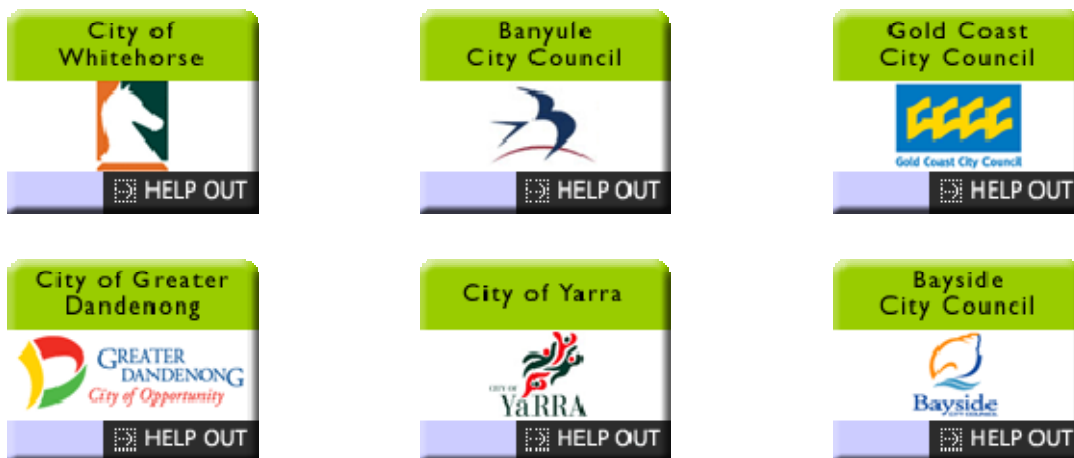 City of
Whitehorse
HELP OUT
Banyule
City Council
HELP OUT
Gold Coast
City Council
Gold Coast City Council
HELP OUT
City of Greater
Dandenong
GREATER
DANDENONG
City of Opportunity
HELP OUT
City of Yarra
CITY OF
YaRRA
HELP OUT
Bayside
City Council
Bayside
CITY COUNCIL
HELP OUT